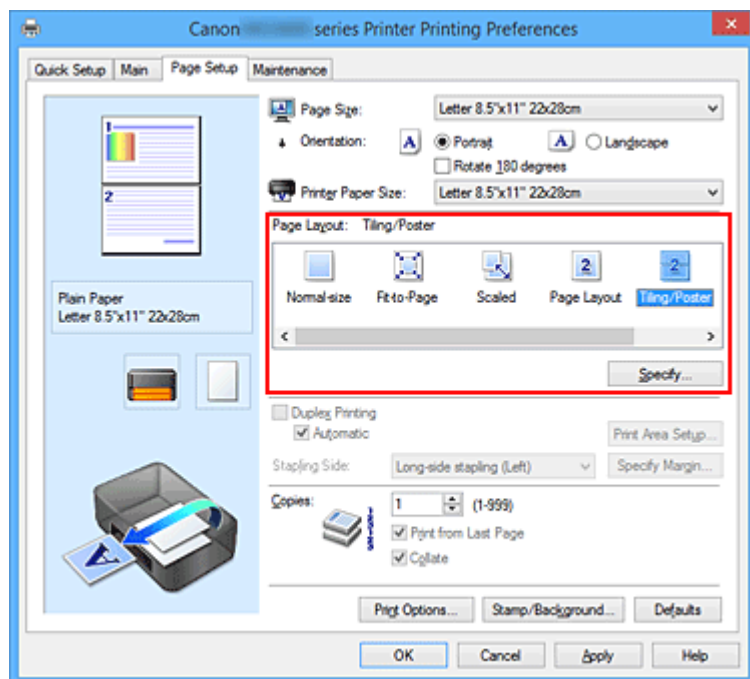 Canon series Printer Printing Preferences
Quick Setup Main Page Setup Maintenance
1
2
Plain Paper
Letter 8.5"x11" 22x28cm
Page Size: Letter 8.5"x11" 22x28cm
Orientation: A Portrait A Landscape
Rotate 180 degrees
Printer Paper Size: Letter 8.5"x11" 22x28cm
Page Layout: Tiling/Poster
2 2
Normal-size Fit-to-Page Scaled Page Layout Tiling/Poster
Specify...
Duplex Printing
Automatic Print Area Setup...
Stapling Side: Long-side stapling (Left) Specify Margin...
Copies: 1 (1-999)
Print from Last Page
Collate
A
Print Options... Stamp/Background... Defaults
OK Cancel Apply Help